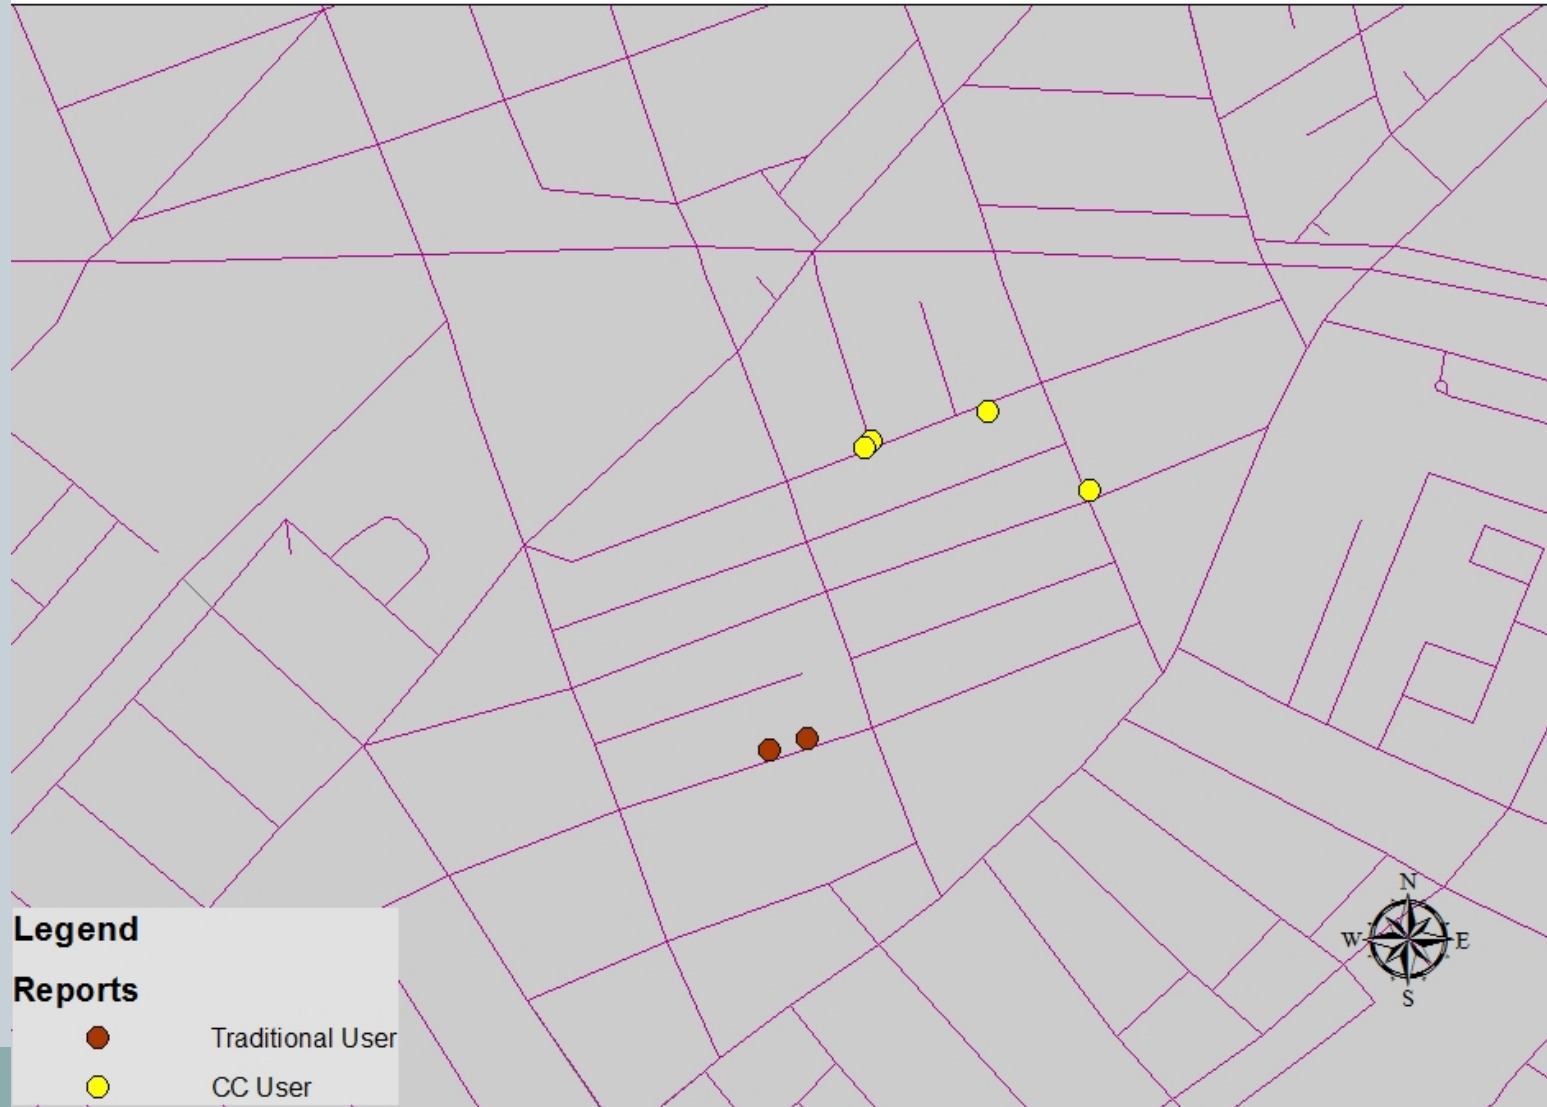 N
W E
S
Legend
Reports
Traditional User
CC User